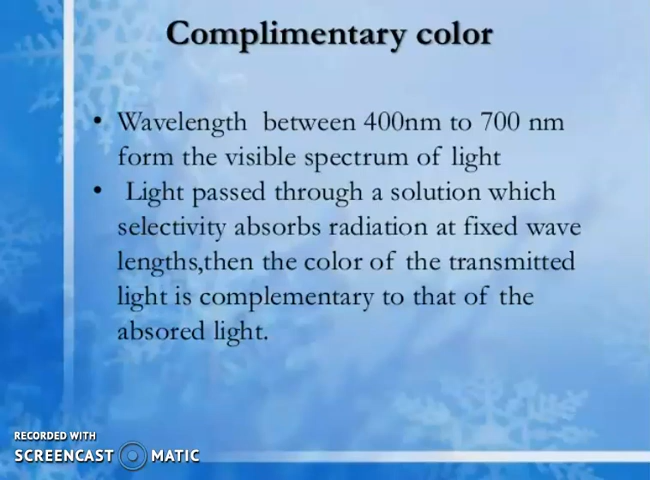 Complimentary color
• Wavelength between 400nm to 700 nm
form the visible spectrum of light
• Light passed through a solution which
selectivity absorbs radiation at fixed wave
lengths,then the color of the transmitted
light is complementary to that of the
absored light.
RECORDED WITH
SCREENCAST MATIC